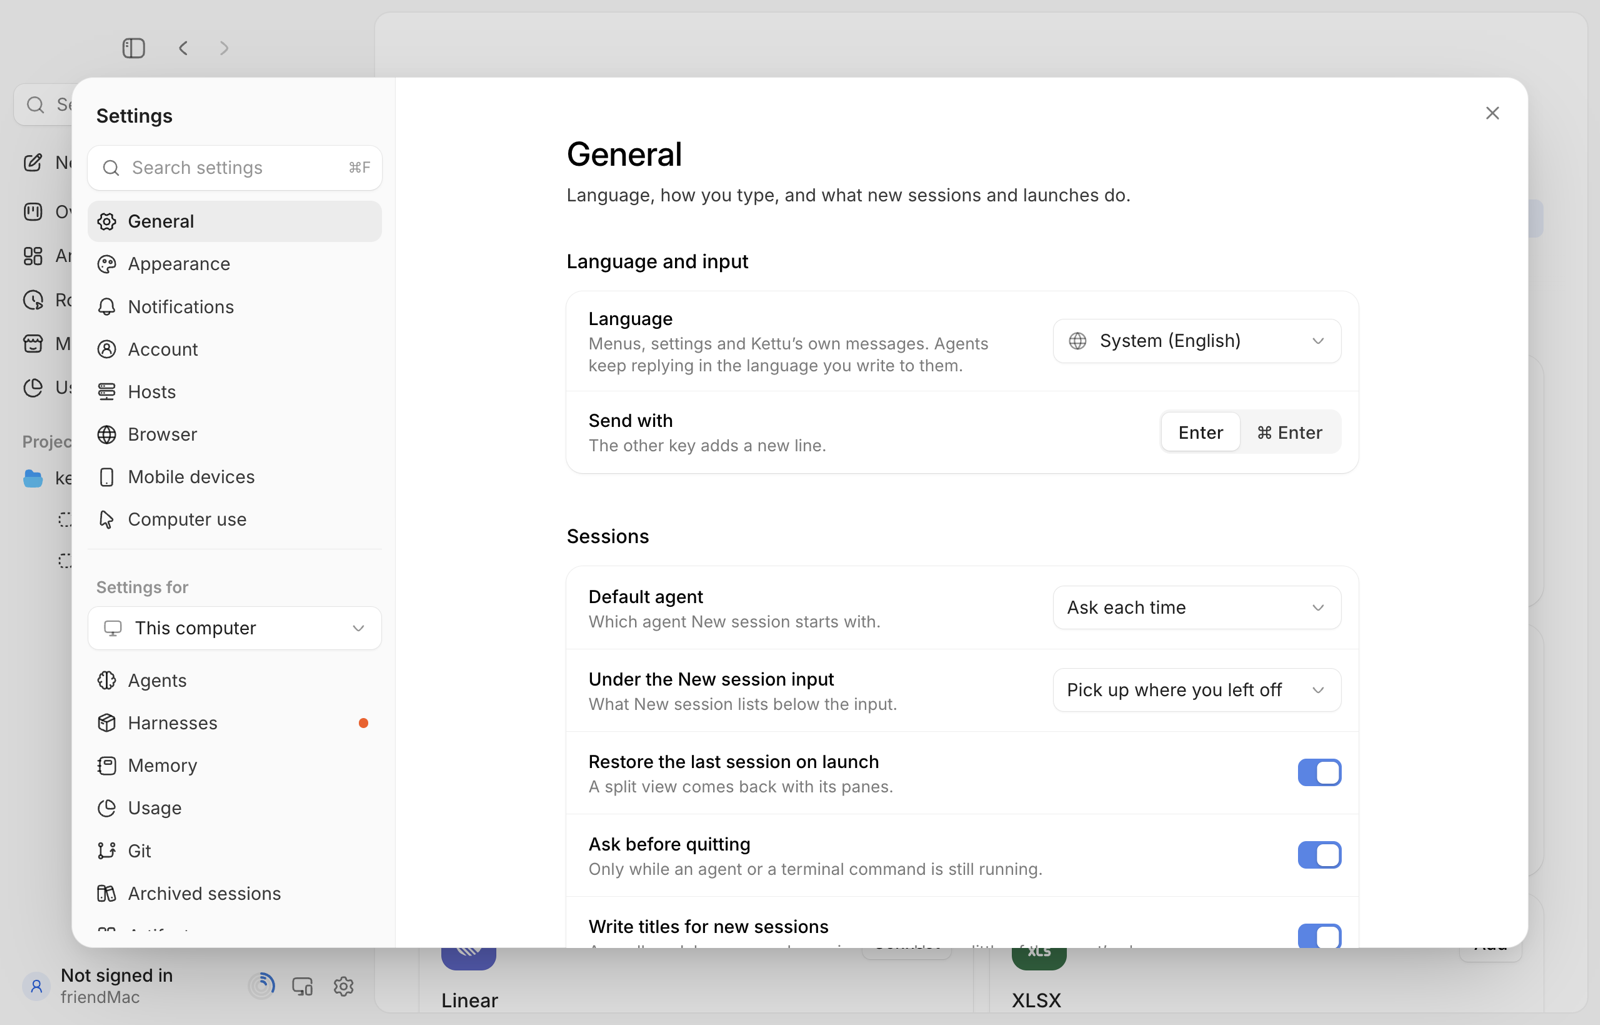 Settings
Search settings ⌘F
General
Appearance
Notifications
Account
Hosts
Browser
Mobile devices
Computer use
Settings for
This computer
Agents
Harnesses
Memory
Usage
Git
Archived sessions
General
Language, how you type, and what new sessions and launches do.
Language and input
Language
Menus, settings and Kettu's own messages. Agents
keep replying in the language you write to them.
System (English)
Send with
The other key adds a new line.
Enter ⌘ Enter
Sessions
Default agent
Which agent New session starts with.
Ask each time
Under the New session input
What New session lists below the input.
Pick up where you left off
Restore the last session on launch
A split view comes back with its panes.
Ask before quitting
Only while an agent or a terminal command is still running.
Write titles for new sessions
Not signed in
friendMac
Linear
XLS
XLSX